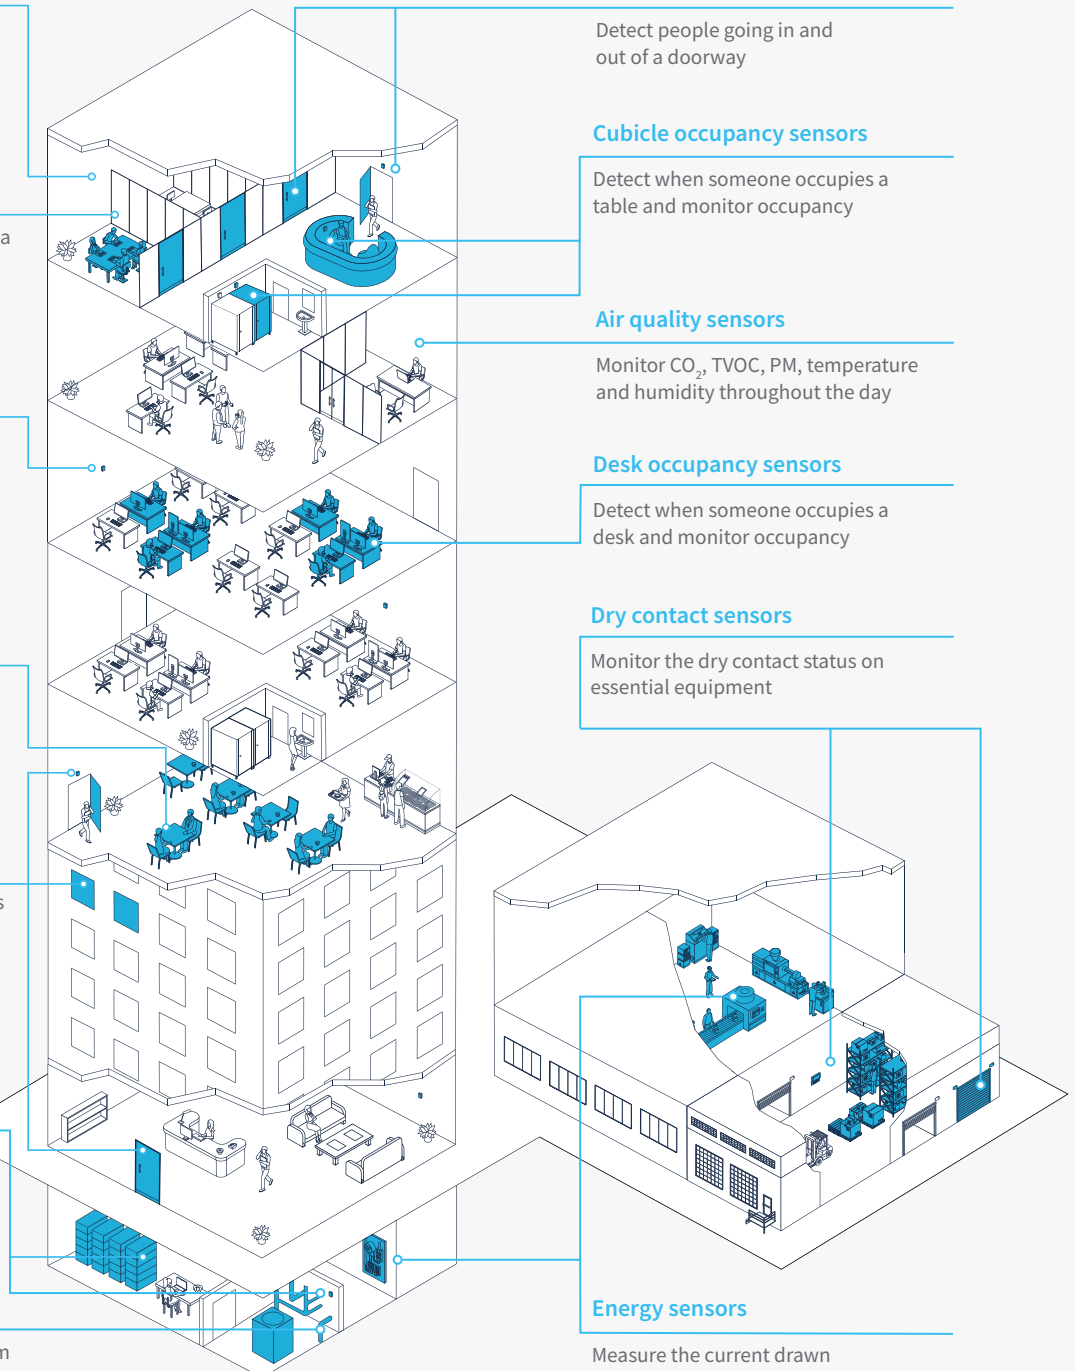 Detect people going in and
out of a doorway
Cubicle occupancy sensors
Detect when someone occupies a
table and monitor occupancy
a
Air quality sensors
Monitor CO₂, TVOC, PM, temperature
and humidity throughout the day
Desk occupancy sensors
Detect when someone occupies a
desk and monitor occupancy
Dry contact sensors
Monitor the dry contact status on
essential equipment
s
Energy sensors
Measure the current drawn